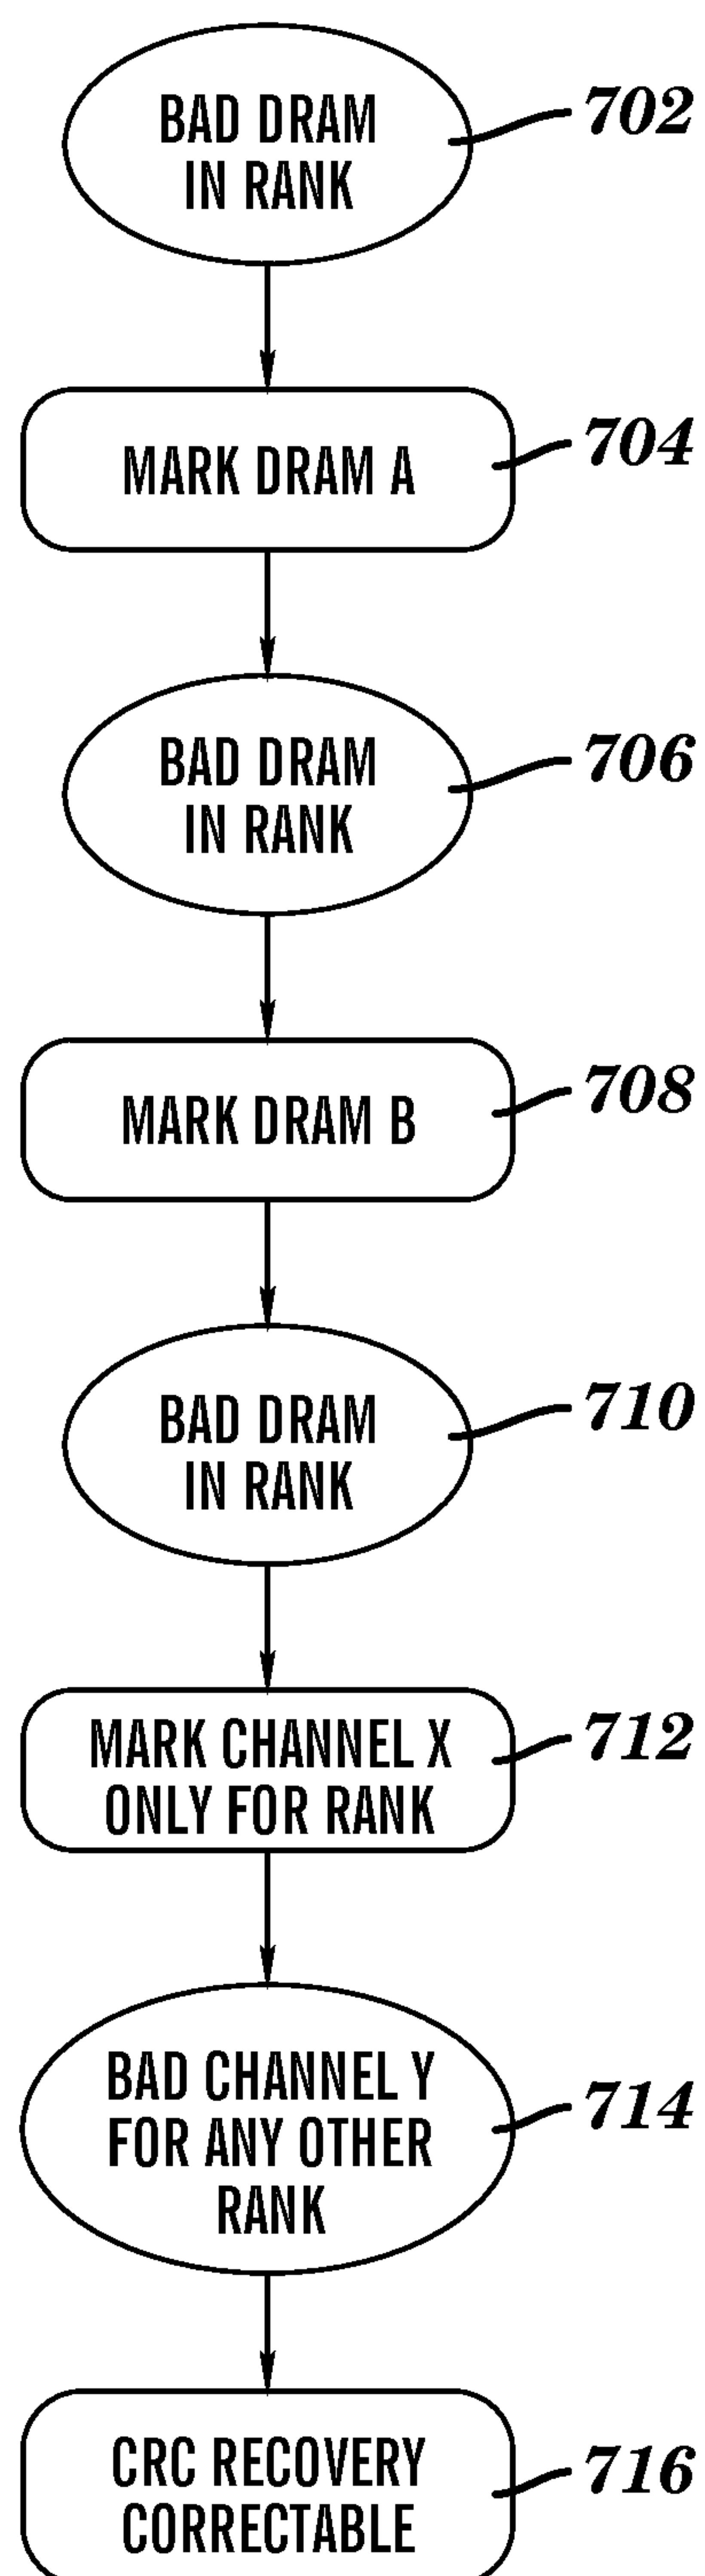 BAD DRAM
IN RANK
702
MARK DRAM A
704
BAD DRAM
IN RANK
706
MARK DRAM B
708
BAD DRAM
IN RANK
710
MARK CHANNEL X
ONLY FOR RANK
712
BAD CHANNEL Y
FOR ANY OTHER
RANK
714
CRC RECOVERY
CORRECTABLE
716